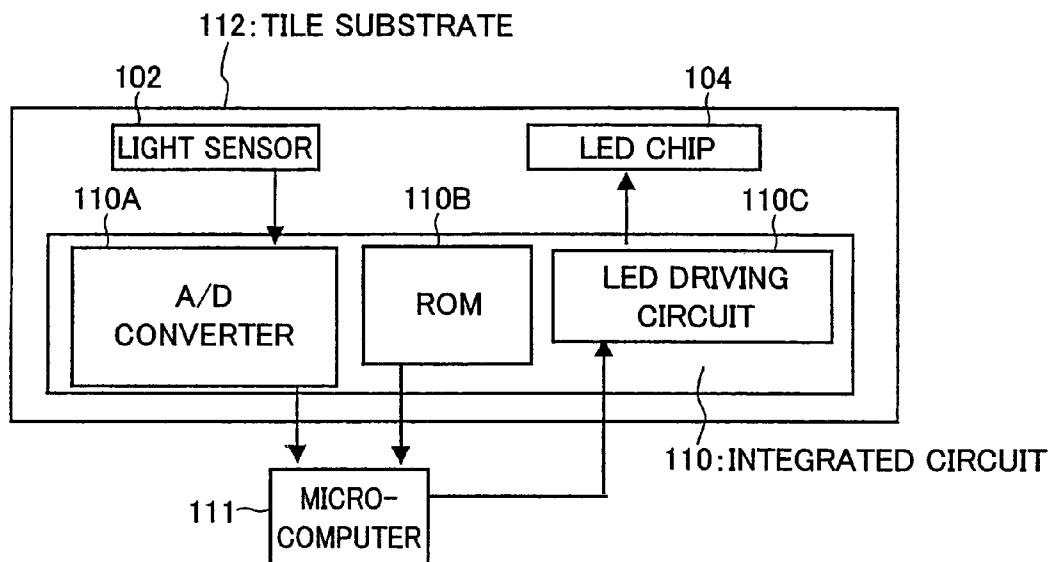 112:TILE SUBSTRATE
102
104
LIGHT SENSOR
LED CHIP
110A
110B
110C
A/D
CONVERTER
ROM
LED DRIVING
CIRCUIT
110:INTEGRATED CIRCUIT
111
MICRO-
COMPUTER